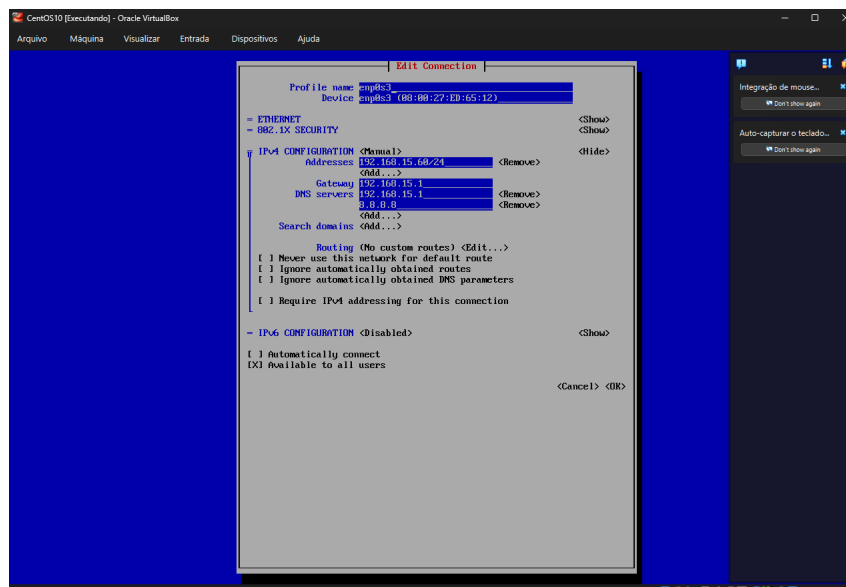 CentOS10 [Executando] - Oracle VirtualBox
Arquivo Máquina Visualizar Entrada Dispositivos Ajuda
Edit Connection
Profile name enp0s3
Device enp0s3 (08:00:27:ED:65:12)
= ETHERNET <Show>
= 802.1X SECURITY <Show>
IPv4 CONFIGURATION <Manual> <Hide>
Addresses 192.168.15.60/24 <Remove>
<Add...>
Gateway 192.168.15.1
DNS servers 192.168.15.1 <Remove>
8.8.8.8 <Remove>
<Add...>
Search domains <Add...>
Routing (No custom routes) <Edit...>
[ ] Never use this network for default route
[ ] Ignore automatically obtained routes
[ ] Ignore automatically obtained DNS parameters
[ ] Require IPv4 addressing for this connection
= IPv6 CONFIGURATION <Disabled> <Show>
[ ] Automatically connect
[X] Available to all users
<Cancel> <OK>
Integração de mouse...
Don't show again
Auto-capturar o teclado...
Don't show again